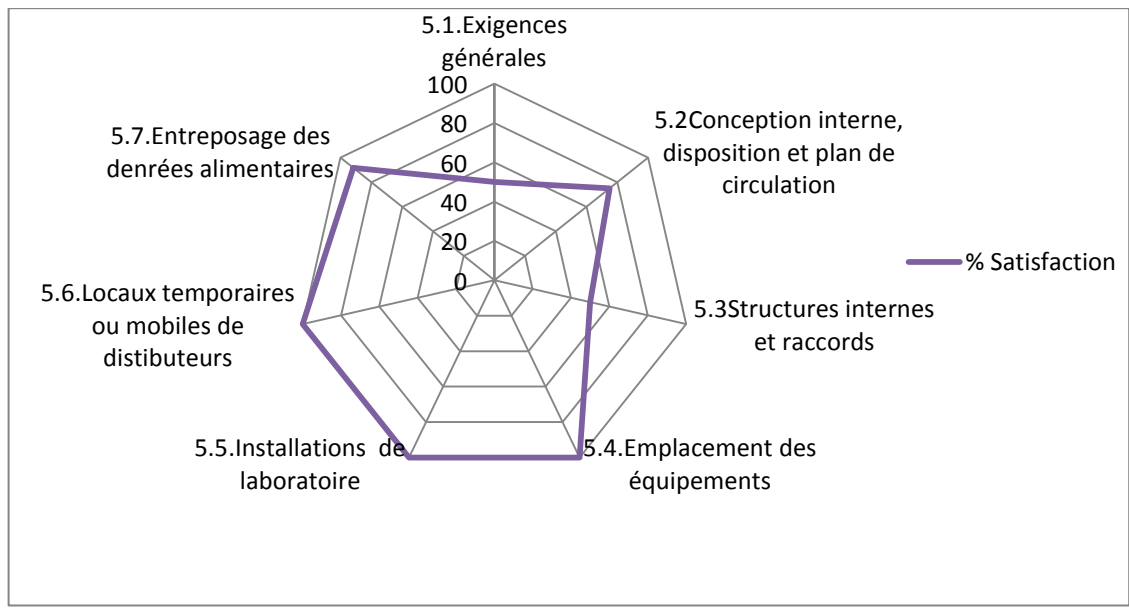 5.1.Exigences
générales
100
80
60
40
20
0
5.2Conception interne,
disposition et plan de
circulation
5.3Structures internes
et raccords
5.4.Emplacement des
équipements
5.5.Installations de
laboratoire
5.6.Locaux temporaires
ou mobiles de
distibuteurs
5.7.Entreposage des
denrées alimentaires
% Satisfaction